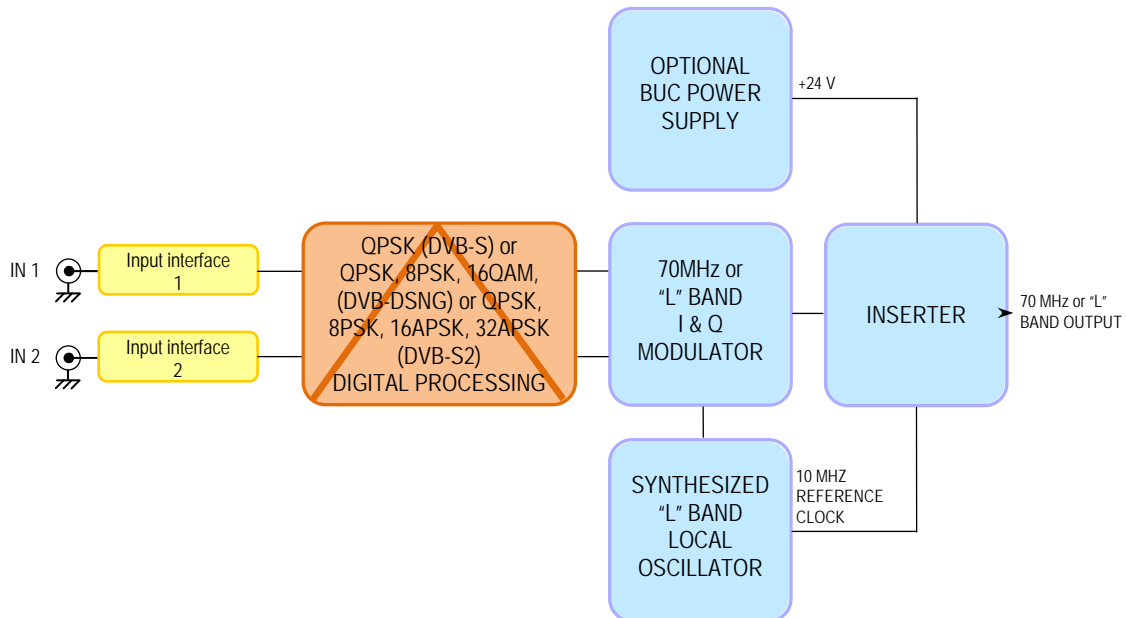 OPTIONAL
BUC POWER
SUPPLY
+24 V
IN 1
Input interface
1
IN 2
Input interface
2
QPSK (DVB-S) or
QPSK, 8PSK, 16QAM,
(DVB-DSNG) or QPSK,
8PSK, 16APSK, 32APSK
(DVB-S2)
DIGITAL PROCESSING
70MHz or
“L” BAND
I & Q
MODULATOR
INSERTER
70 MHz or “L”
BAND OUTPUT
SYNTHESIZED
“L” BAND
LOCAL
OSCILLATOR
10 MHZ
REFERENCE
CLOCK